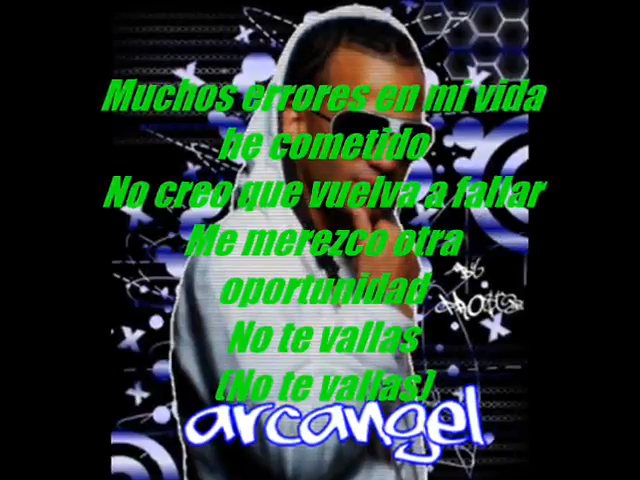 Muchos errores en mi vida
he cometido
No creo que vuelva a fallar
Me merezco otra
oportunidad
No te vallas
(No te vallas)
arcangel